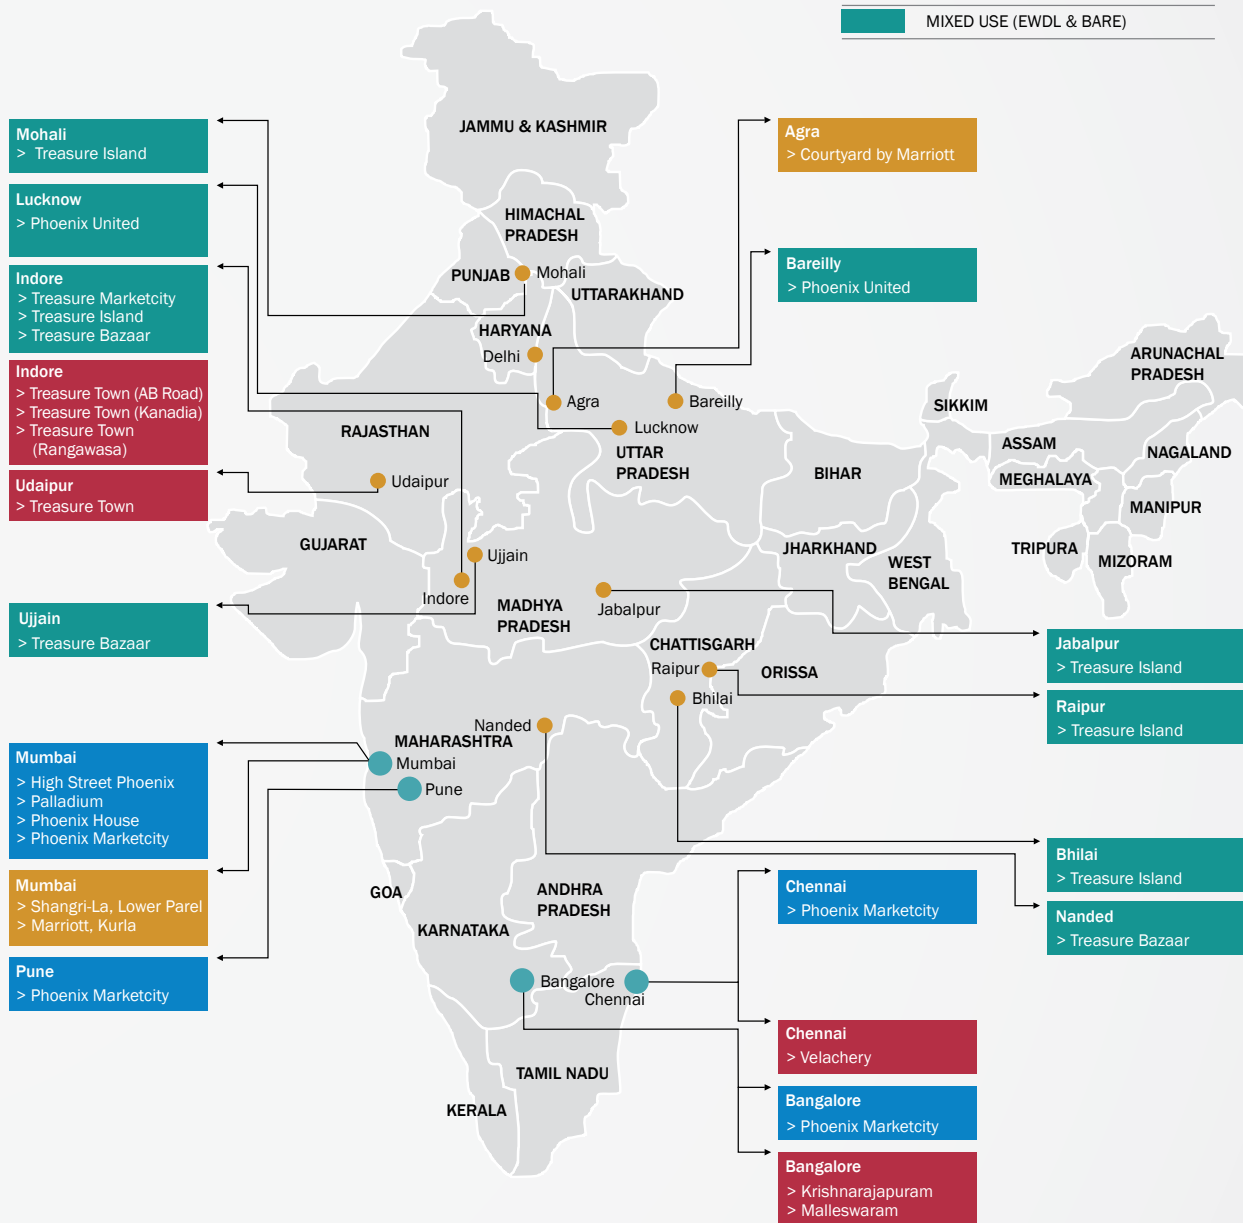 MIXED USE (EWDL & BARE)
Mohali
> Treasure Island
Lucknow
> Phoenix United
Indore
> Treasure Marketcity
> Treasure Island
> Treasure Bazaar
Indore
> Treasure Town (AB Road)
> Treasure Town (Kanadia)
> Treasure Town
(Rangawasa)
Udaipur
> Treasure Town
Ujjain
> Treasure Bazaar
Mumbai
> High Street Phoenix
> Palladium
> Phoenix House
> Phoenix Marketcity
Mumbai
> Shangri-La, Lower Parel
> Marriott, Kurla
Pune
> Phoenix Marketcity
JAMMU & KASHMIR
HIMACHAL
PRADESH
PUNJAB
Mohali
UTTARAKHAND
HARYANA
Delhi
Agra
Bareilly
Lucknow
RAJASTHAN
UTTAR
PRADESH
Udaipur
BIHAR
SIKKIM
ARUNACHAL
PRADESH
ASSAM
NAGALAND
MEGHALAYA
MANIPUR
TRIPURA
MIZORAM
GUJARAT
Ujjain
Indore
MADHYA
PRADESH
Jabalpur
JHARKHAND
WEST
BENGAL
CHATTISGARH
Raipur
ORISSA
Bhilai
Nanded
MAHARASHTRA
Mumbai
Pune
GOA
KARNATAKA
ANDHRA
PRADESH
Bangalore
Chennai
TAMIL NADU
KERALA
Agra
> Courtyard by Marriott
Bareilly
> Phoenix United
Jabalpur
> Treasure Island
Raipur
> Treasure Island
Bhilai
> Treasure Island
Nanded
> Treasure Bazaar
Chennai
> Phoenix Marketcity
Chennai
> Velachery
Bangalore
> Phoenix Marketcity
Bangalore
> Krishnarajapuram
> Malleswaram